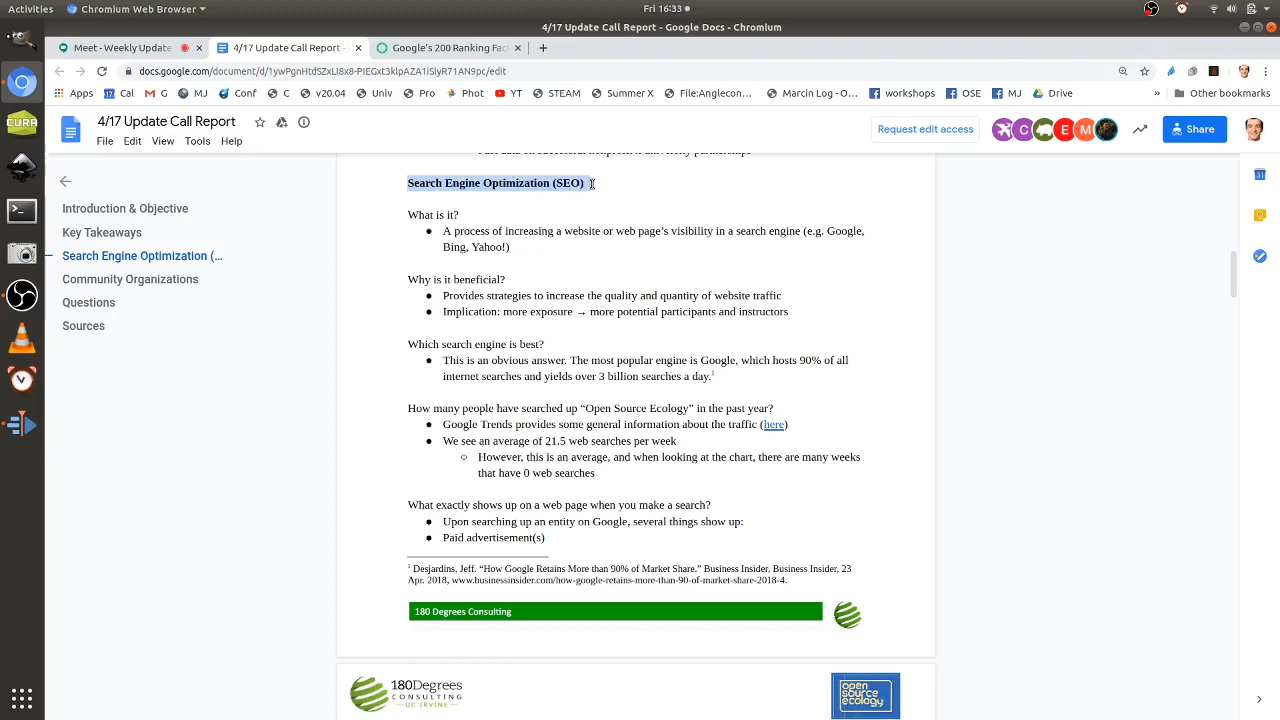 Activities
Chromium Web Browser
Fri 16:33
4/17 Update Call Report - Google Docs - Chromium
Meet - Weekly Update
4/17 Update Call Report -
Google's 200 Ranking Fac
docs.google.com/document/d/1ywPgnHtdSZxLI8x8-PIEGxt3klpAZA1iSlyR71AN9pc/edit
Apps
Cal
G
MJ
Conf
C
v20.04
Univ
Pro
Phot
YT
STEAM
Summer X
File:Anglecon...
Marcin Log - O...
workshops
OSE
MJ
Drive
»
Other bookmarks
4/17 Update Call Report
File Edit View Tools Help
Request edit access
C
E
M
Share
Introduction & Objective
Key Takeaways
Search Engine Optimization (...
Community Organizations
Questions
Sources
Search Engine Optimization (SEO)
What is it?
● A process of increasing a website or web page's visibility in a search engine (e.g. Google,
Bing, Yahoo!)
Why is it beneficial?
● Provides strategies to increase the quality and quantity of website traffic
● Implication: more exposure → more potential participants and instructors
Which search engine is best?
● This is an obvious answer. The most popular engine is Google, which hosts 90% of all
internet searches and yields over 3 billion searches a day.1
How many people have searched up “Open Source Ecology” in the past year?
● Google Trends provides some general information about the traffic (here)
● We see an average of 21.5 web searches per week
○ However, this is an average, and when looking at the chart, there are many weeks
that have 0 web searches
What exactly shows up on a web page when you make a search?
● Upon searching up an entity on Google, several things show up:
● Paid advertisement(s)
1 Desjardins, Jeff. “How Google Retains More than 90% of Market Share.” Business Insider, Business Insider, 23
Apr. 2018, www.businessinsider.com/how-google-retains-more-than-90-of-market-share-2018-4.
180 Degrees Consulting
180Degrees
CONSULTING
UC IRVINE
open
source
ecology